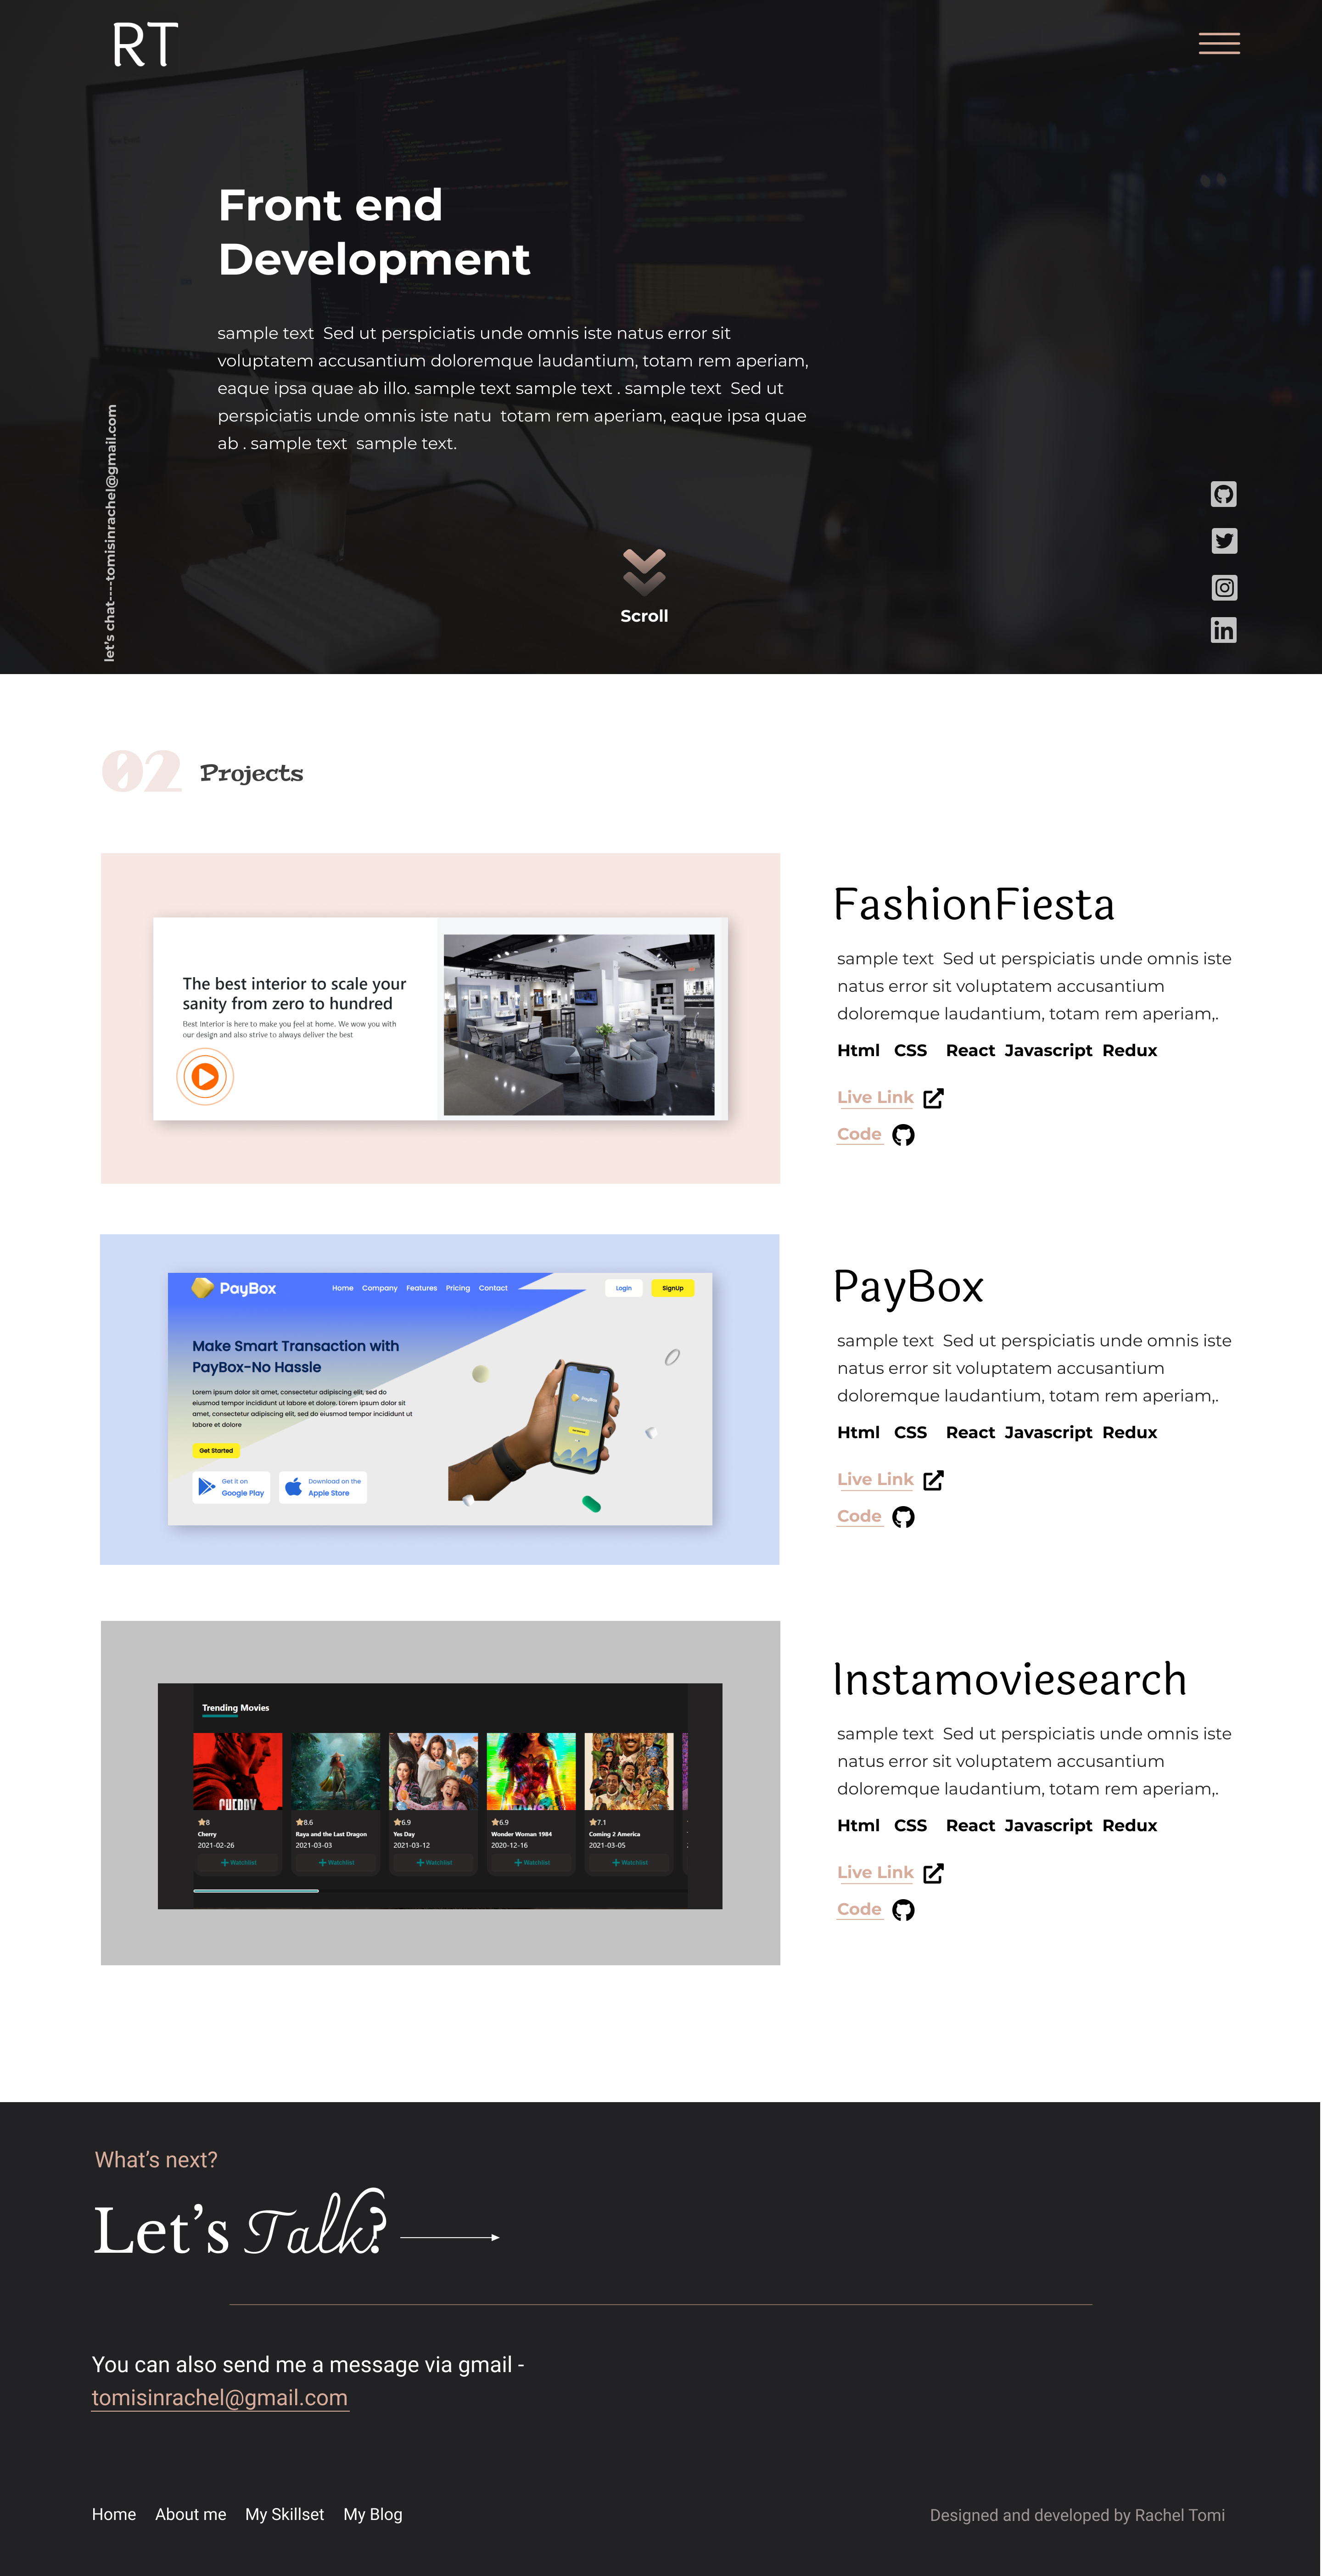 RT
Front end
Development
sample text  Sed ut perspiciatis unde omnis iste natus error sit
voluptatem accusantium doloremque laudantium, totam rem aperiam,
eaque ipsa quae ab illo. sample text sample text . sample text  Sed ut
perspiciatis unde omnis iste natu  totam rem aperiam, eaque ipsa quae
ab . sample text  sample text.
let's chat----tomisinrachel@gmail.com
Scroll
02 Projects
The best interior to scale your
sanity from zero to hundred
Best Interior is here to make you feel at home. We wow you with
our design and also strive to always deliver the best
FashionFiesta
sample text  Sed ut perspiciatis unde omnis iste
natus error sit voluptatem accusantium
doloremque laudantium, totam rem aperiam,.
Html CSS React Javascript Redux
Live Link
Code
PayBox Home Company Features Pricing Contact Login SignUp
Make Smart Transaction with
PayBox-No Hassle
Lorem ipsum dolor sit amet, consectetur adipiscing elit, sed do
eiusmod tempor incididunt ut labore et dolore. Lorem ipsum dolor sit
amet, consectetur adipiscing elit, sed do eiusmod tempor incididunt ut
labore et dolore
Get Started
Get it on
Google Play
Download on the
Apple Store
PayBox
PayBox
sample text  Sed ut perspiciatis unde omnis iste
natus error sit voluptatem accusantium
doloremque laudantium, totam rem aperiam,.
Html CSS React Javascript Redux
Live Link
Code
Trending Movies
CHERRY
8 8.6 6.9 6.9 7.1
Cherry Raya and the Last Dragon Yes Day Wonder Woman 1984 Coming 2 America
2021-02-26 2021-03-03 2021-03-12 2020-12-16 2021-03-05
Watchlist Watchlist Watchlist Watchlist Watchlist
Instamoviesearch
sample text  Sed ut perspiciatis unde omnis iste
natus error sit voluptatem accusantium
doloremque laudantium, totam rem aperiam,.
Html CSS React Javascript Redux
Live Link
Code
What's next?
Let's Talk?
You can also send me a message via gmail -
tomisinrachel@gmail.com
Home About me My Skillset My Blog
Designed and developed by Rachel Tomi